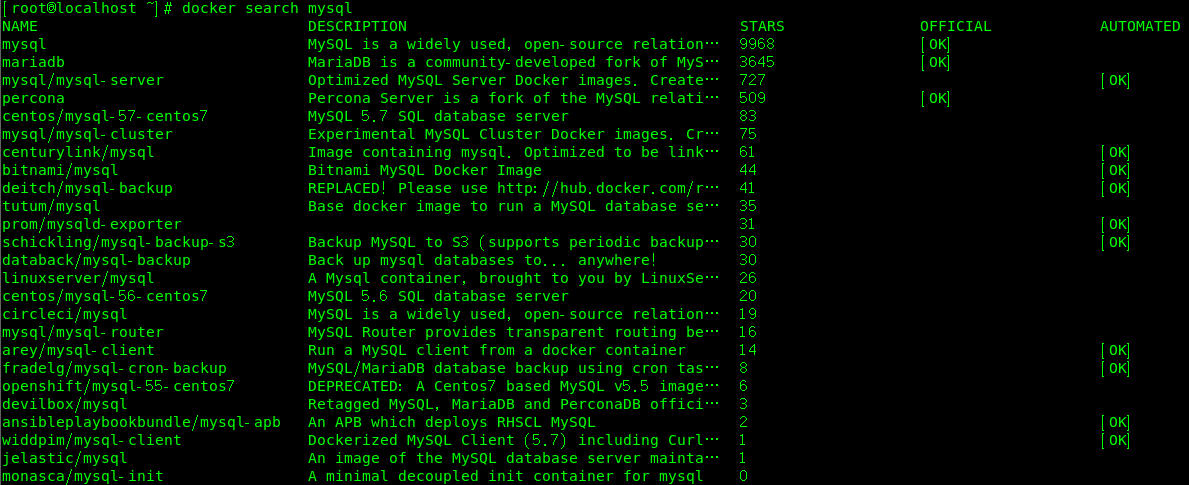 [root@localhost ~]# docker search mysql
NAME DESCRIPTION STARS OFFICIAL AUTOMATED
mysql MySQL is a widely used, open-source relation… 9968 [OK]
mariadb MariaDB is a community-developed fork of MyS… 3645 [OK]
mysql/mysql-server Optimized MySQL Server Docker images. Create… 727 [OK]
percona Percona Server is a fork of the MySQL relati… 509 [OK]
centos/mysql-57-centos7 MySQL 5.7 SQL database server 83
mysql/mysql-cluster Experimental MySQL Cluster Docker images. Cr… 75
centurylink/mysql Image containing mysql. Optimized to be link… 61 [OK]
bitnami/mysql Bitnami MySQL Docker Image 44 [OK]
deitch/mysql-backup REPLACED! Please use http://hub.docker.com/r… 41 [OK]
tutum/mysql Base docker image to run a MySQL database se… 35
prom/mysqld-exporter 31 [OK]
schickling/mysql-backup-s3 Backup MySQL to S3 (supports periodic backup… 30 [OK]
databack/mysql-backup Back up mysql databases to... anywhere! 30
linuxserver/mysql A Mysql container, brought to you by LinuxSe… 26
centos/mysql-56-centos7 MySQL 5.6 SQL database server 20
circleci/mysql MySQL is a widely used, open-source relation… 19
mysql/mysql-router MySQL Router provides transparent routing be… 16
arey/mysql-client Run a MySQL client from a docker container 14 [OK]
fradelg/mysql-cron-backup MySQL/MariaDB database backup using cron tas… 8 [OK]
openshift/mysql-55-centos7 DEPRECATED: A Centos7 based MySQL v5.5 image… 6
devilbox/mysql Retagged MySQL, MariaDB and PerconaDB offici… 3
ansibleplaybookbundle/mysql-apb An APB which deploys RHSCL MySQL 2 [OK]
widdpim/mysql-client Dockerized MySQL Client (5.7) including Curl… 1 [OK]
jelastic/mysql An image of the MySQL database server mainta… 1
monasca/mysql-init A minimal decoupled init container for mysql 0